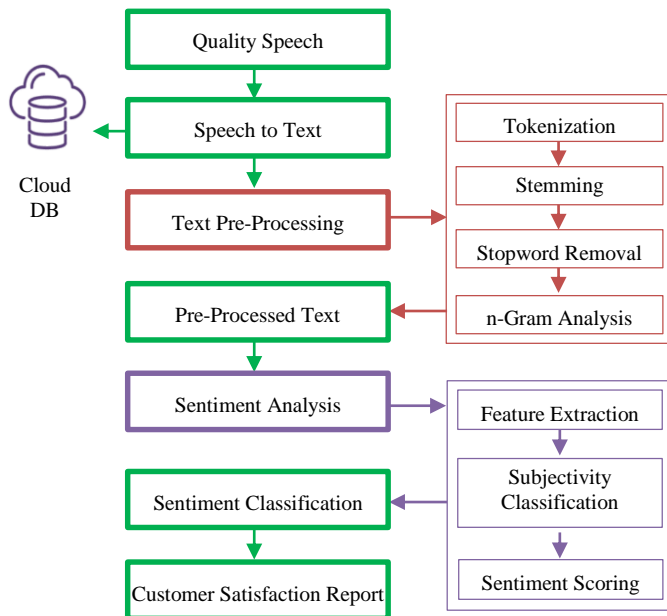 Quality Speech
Speech to Text
Cloud
DB
Text Pre-Processing
Tokenization
Stemming
Stopword Removal
n-Gram Analysis
Pre-Processed Text
Sentiment Analysis
Feature Extraction
Subjectivity
Classification
Sentiment Scoring
Sentiment Classification
Customer Satisfaction Report